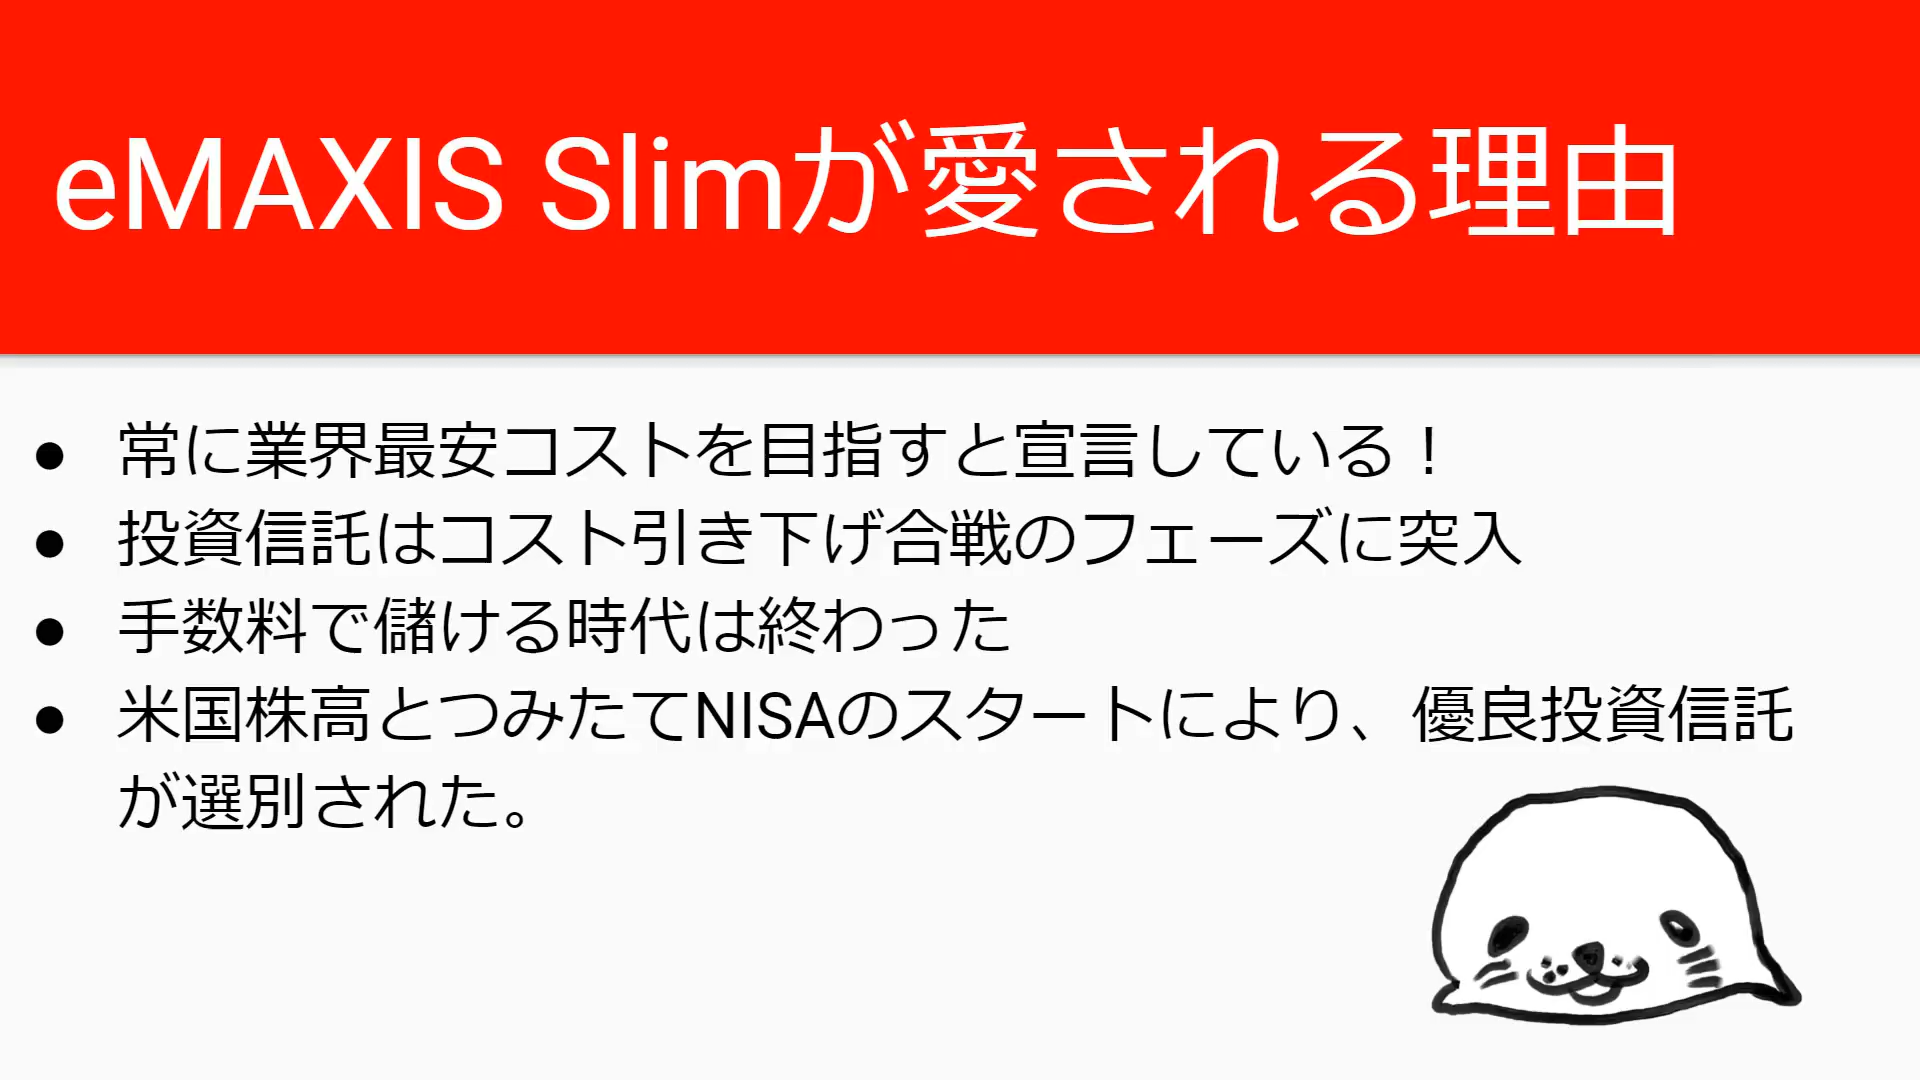 eMAXIS Slimが愛される理由
● 常に業界最安コストを目指すと宣言している！
● 投資信託はコスト引き下げ合戦のフェーズに突入
● 手数料で儲ける時代は終わった
● 米国株高とつみたてNISAのスタートにより、優良投資信託
が選別された。